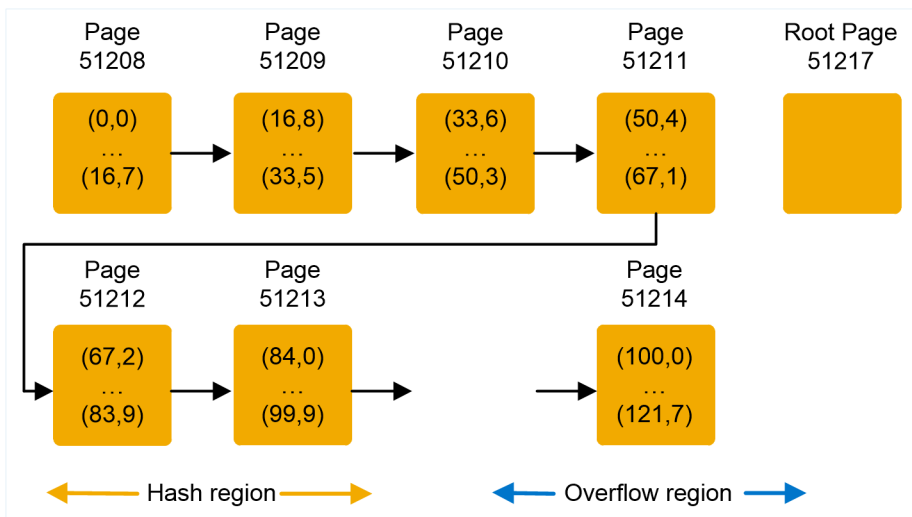 Page
51208
Page
51209
Page
51210
Page
51211
Root Page
51217
(0,0)
…
(16,7)
(16,8)
…
(33,5)
(33,6)
…
(50,3)
(50,4)
…
(67,1)
Page
51212
Page
51213
Page
51214
(67,2)
…
(83,9)
(84,0)
…
(99,9)
(100,0)
…
(121,7)
Hash region
Overflow region